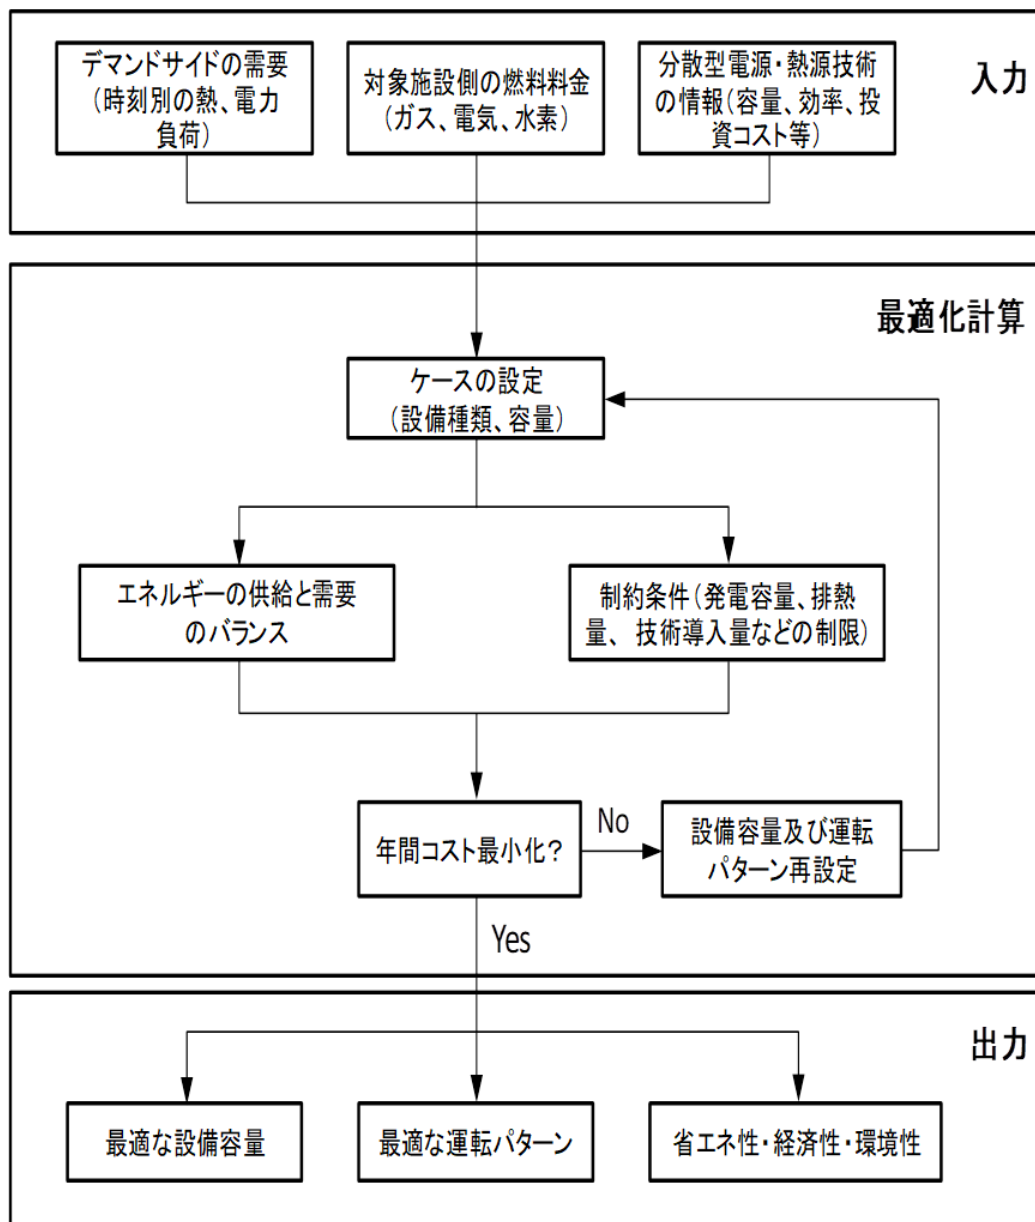 デマンドサイドの需要
（時刻別の熱、電力
負荷）
対象施設側の燃料料金
（ガス、電気、水素）
分散型電源・熱源技術
の情報（容量、効率、投
資コスト等）
入力
最適化計算
ケースの設定
（設備種類、容量）
エネルギーの供給と需要
のバランス
制約条件（発電容量、排熱
量、 技術導入量などの制限）
年間コスト最小化？
No
設備容量及び運転
パターン再設定
Yes
出力
最適な設備容量
最適な運転パターン
省エネ性・経済性・環境性